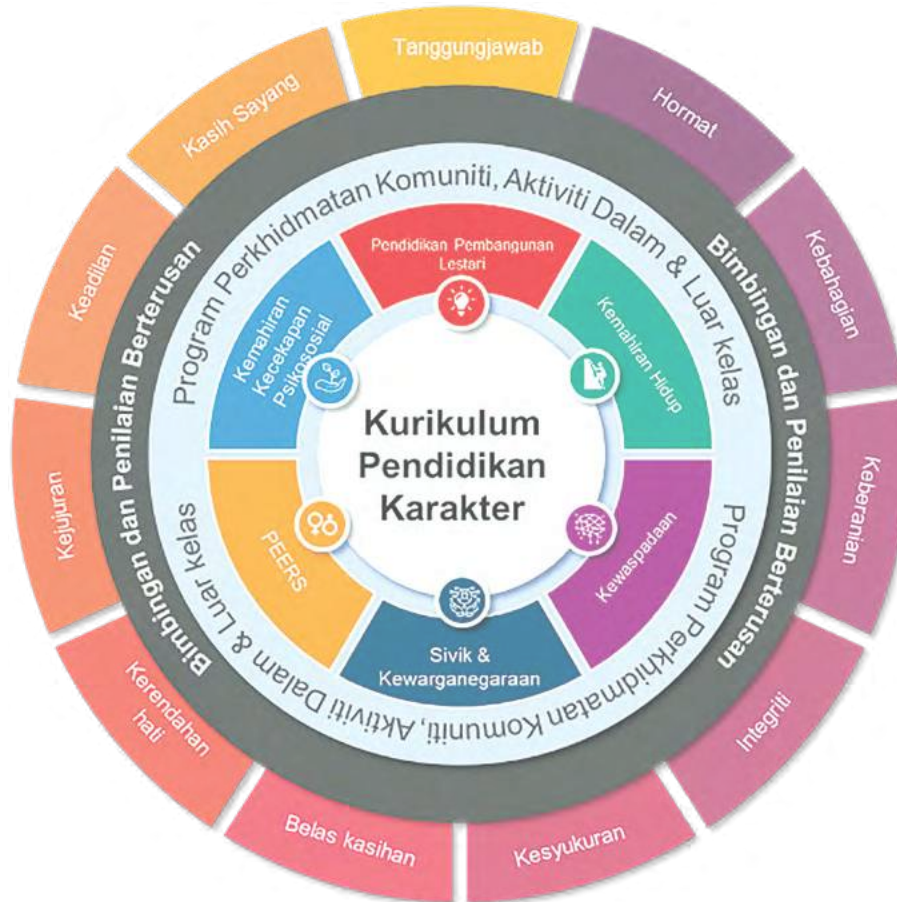 Kurikulum
Pendidikan
Karakter
Pendidikan Pembangunan
Lestari
Kemahiran Hidup
Kewaspadaan
Sivik &
Kewarganegaraan
PEERS
Kemahiran
Kecekapan
Psikososial
Program Perkhidmatan Komuniti, Aktiviti Dalam & Luar kelas
Program Perkhidmatan Komuniti, Aktiviti Dalam & Luar kelas
Bimbingan dan Penilaian Berterusan
Bimbingan dan Penilaian Berterusan
Tanggungjawab
Hormat
Kebahagian
Keberanian
Integriti
Kesyukuran
Belas kasihan
Kerendahan
hati
Kejujuran
Keadilan
Kasih Sayang